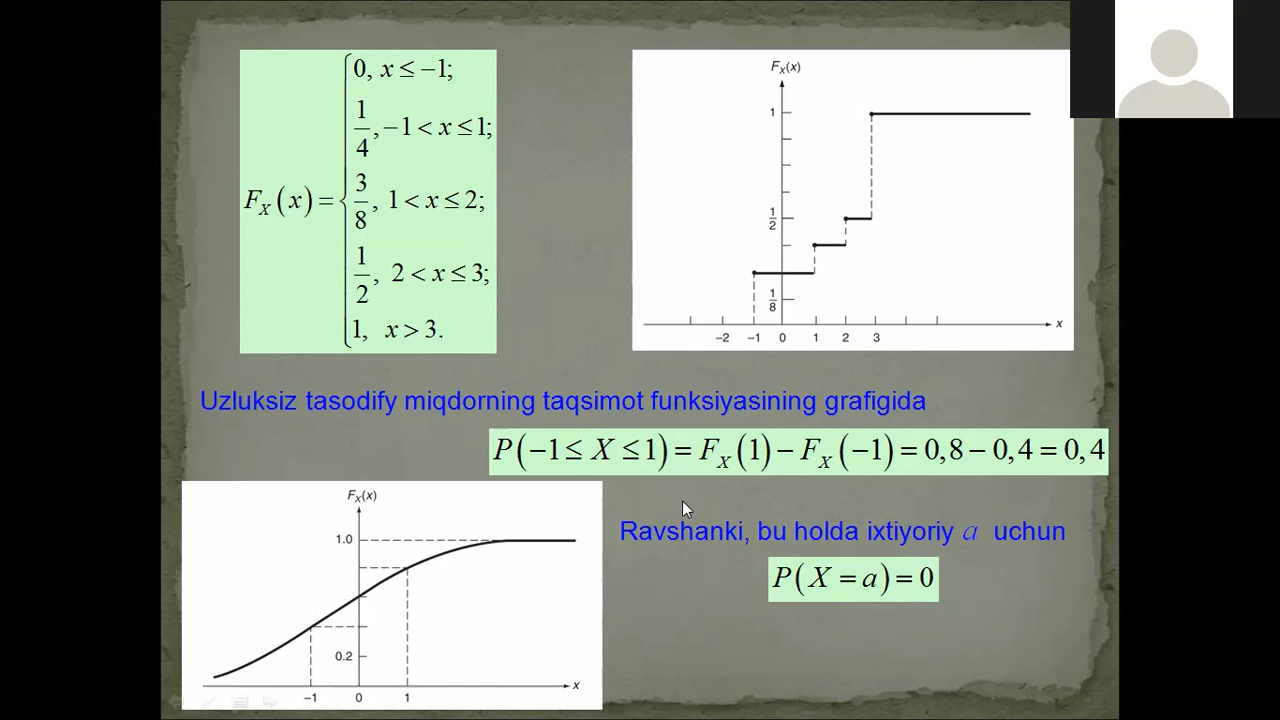 F_X(x) = { 0, x ≤ −1;
1/4, −1 < x ≤ 1;
3/8, 1 < x ≤ 2;
1/2, 2 < x ≤ 3;
1, x > 3.
F_X(x)
1
1/2
1/8
−2 −1 0 1 2 3 x
Uzluksiz tasodify miqdorning taqsimot funksiyasining grafigida
P(−1 ≤ X ≤ 1) = F_X(1) − F_X(−1) = 0,8 − 0,4 = 0,4
F_X(x)
1.0
0.2
−1 0 1 x
Ravshanki, bu holda ixtiyoriy a uchun
P(X = a) = 0